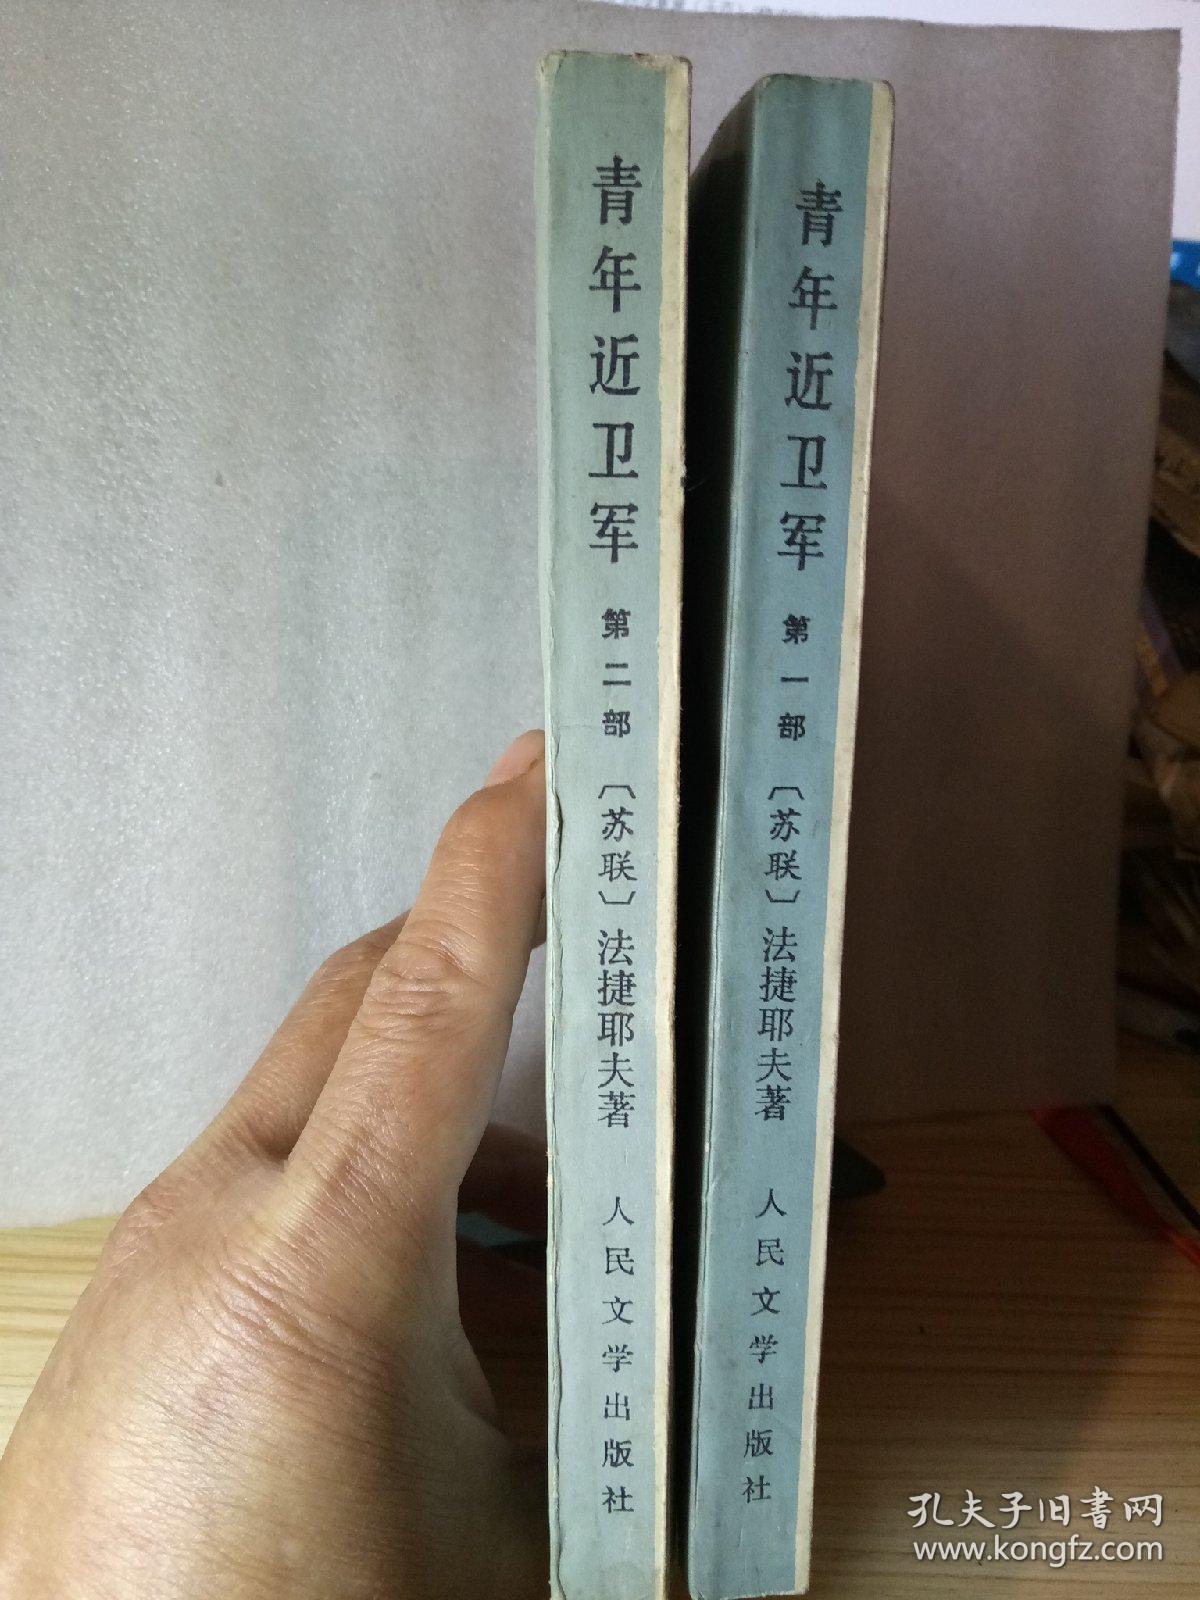 青年近卫军 第二部 〔苏联〕法捷耶夫著 人民文学出版社
青年近卫军 第一部 〔苏联〕法捷耶夫著 人民文学出版社
孔夫子旧书网
www.kongfz.com